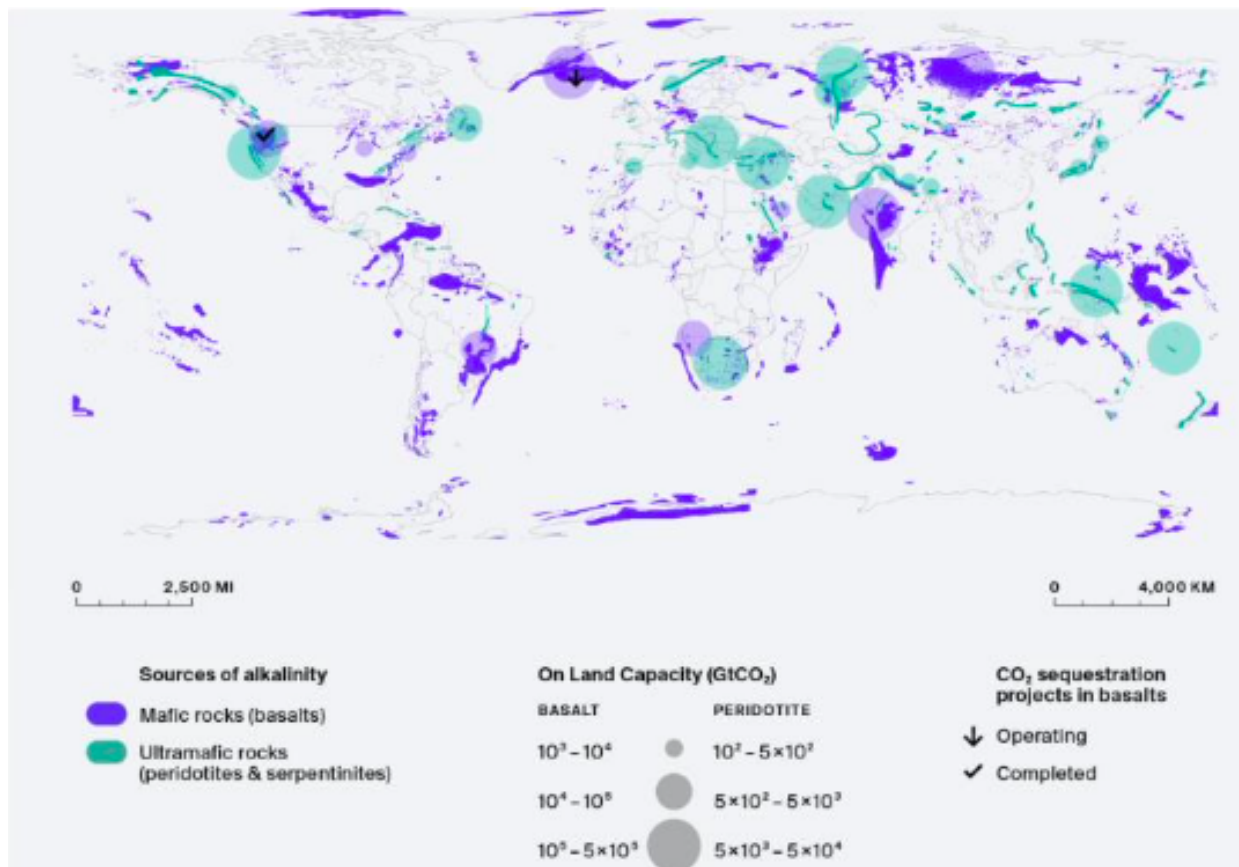 0 2,500 MI
0 4,000 KM
Sources of alkalinity
Mafic rocks (basalts)
Ultramafic rocks
(peridotites & serpentinites)
On Land Capacity (GtCO₂)
BASALT PERIDOTITE
10³ – 10⁴ 10² – 5×10²
10⁴ – 10⁵ 5×10² – 5×10³
10⁵ – 5×10⁵ 5×10³ – 5×10⁴
CO₂ sequestration
projects in basalts
Operating
Completed